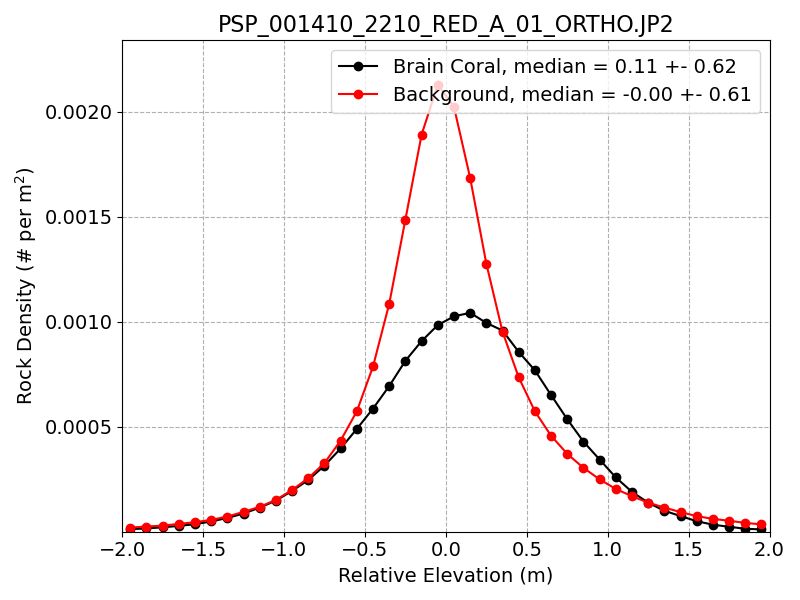 PSP_001410_2210_RED_A_01_ORTHO.JP2
Brain Coral, median = 0.11 +- 0.62
Background, median = -0.00 +- 0.61
Rock Density (# per m²)
0.0020
0.0015
0.0010
0.0005
−2.0 −1.5 −1.0 −0.5 0.0 0.5 1.0 1.5 2.0
Relative Elevation (m)